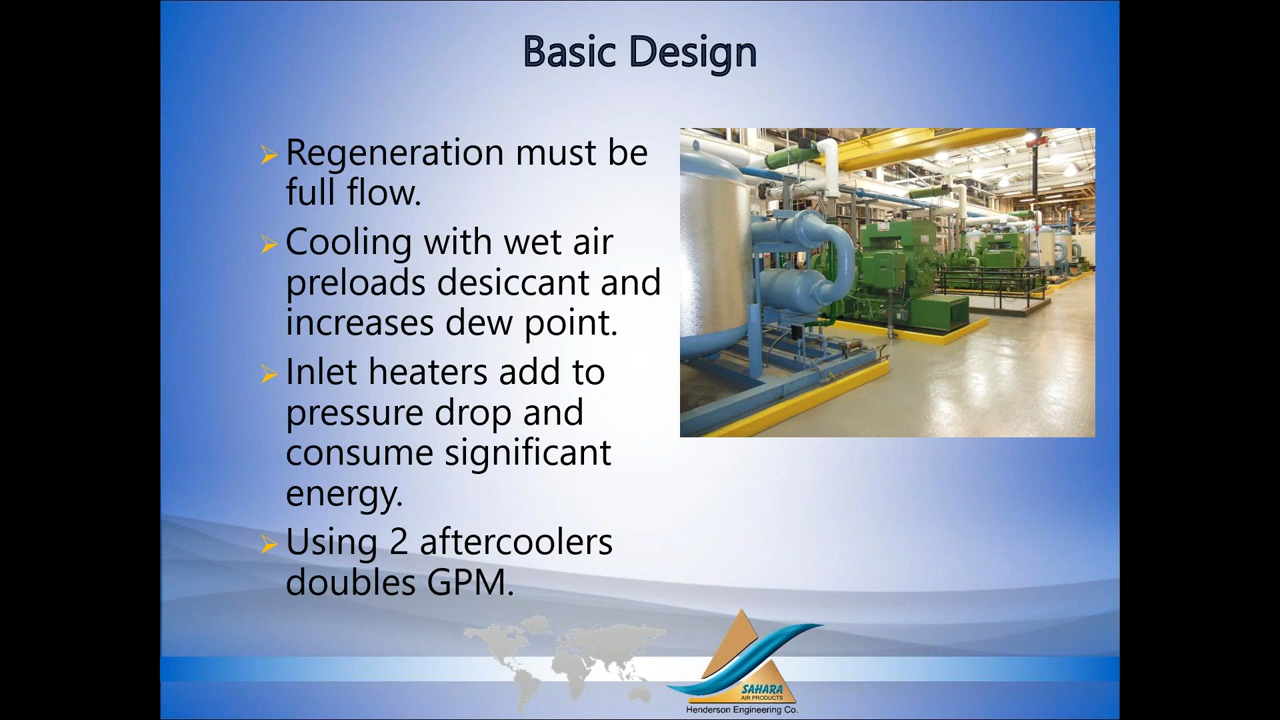 Basic Design
Regeneration must be
full flow.
Cooling with wet air
preloads desiccant and
increases dew point.
Inlet heaters add to
pressure drop and
consume significant
energy.
Using 2 aftercoolers
doubles GPM.
SAHARA
AIR PRODUCTS
Henderson Engineering Co.